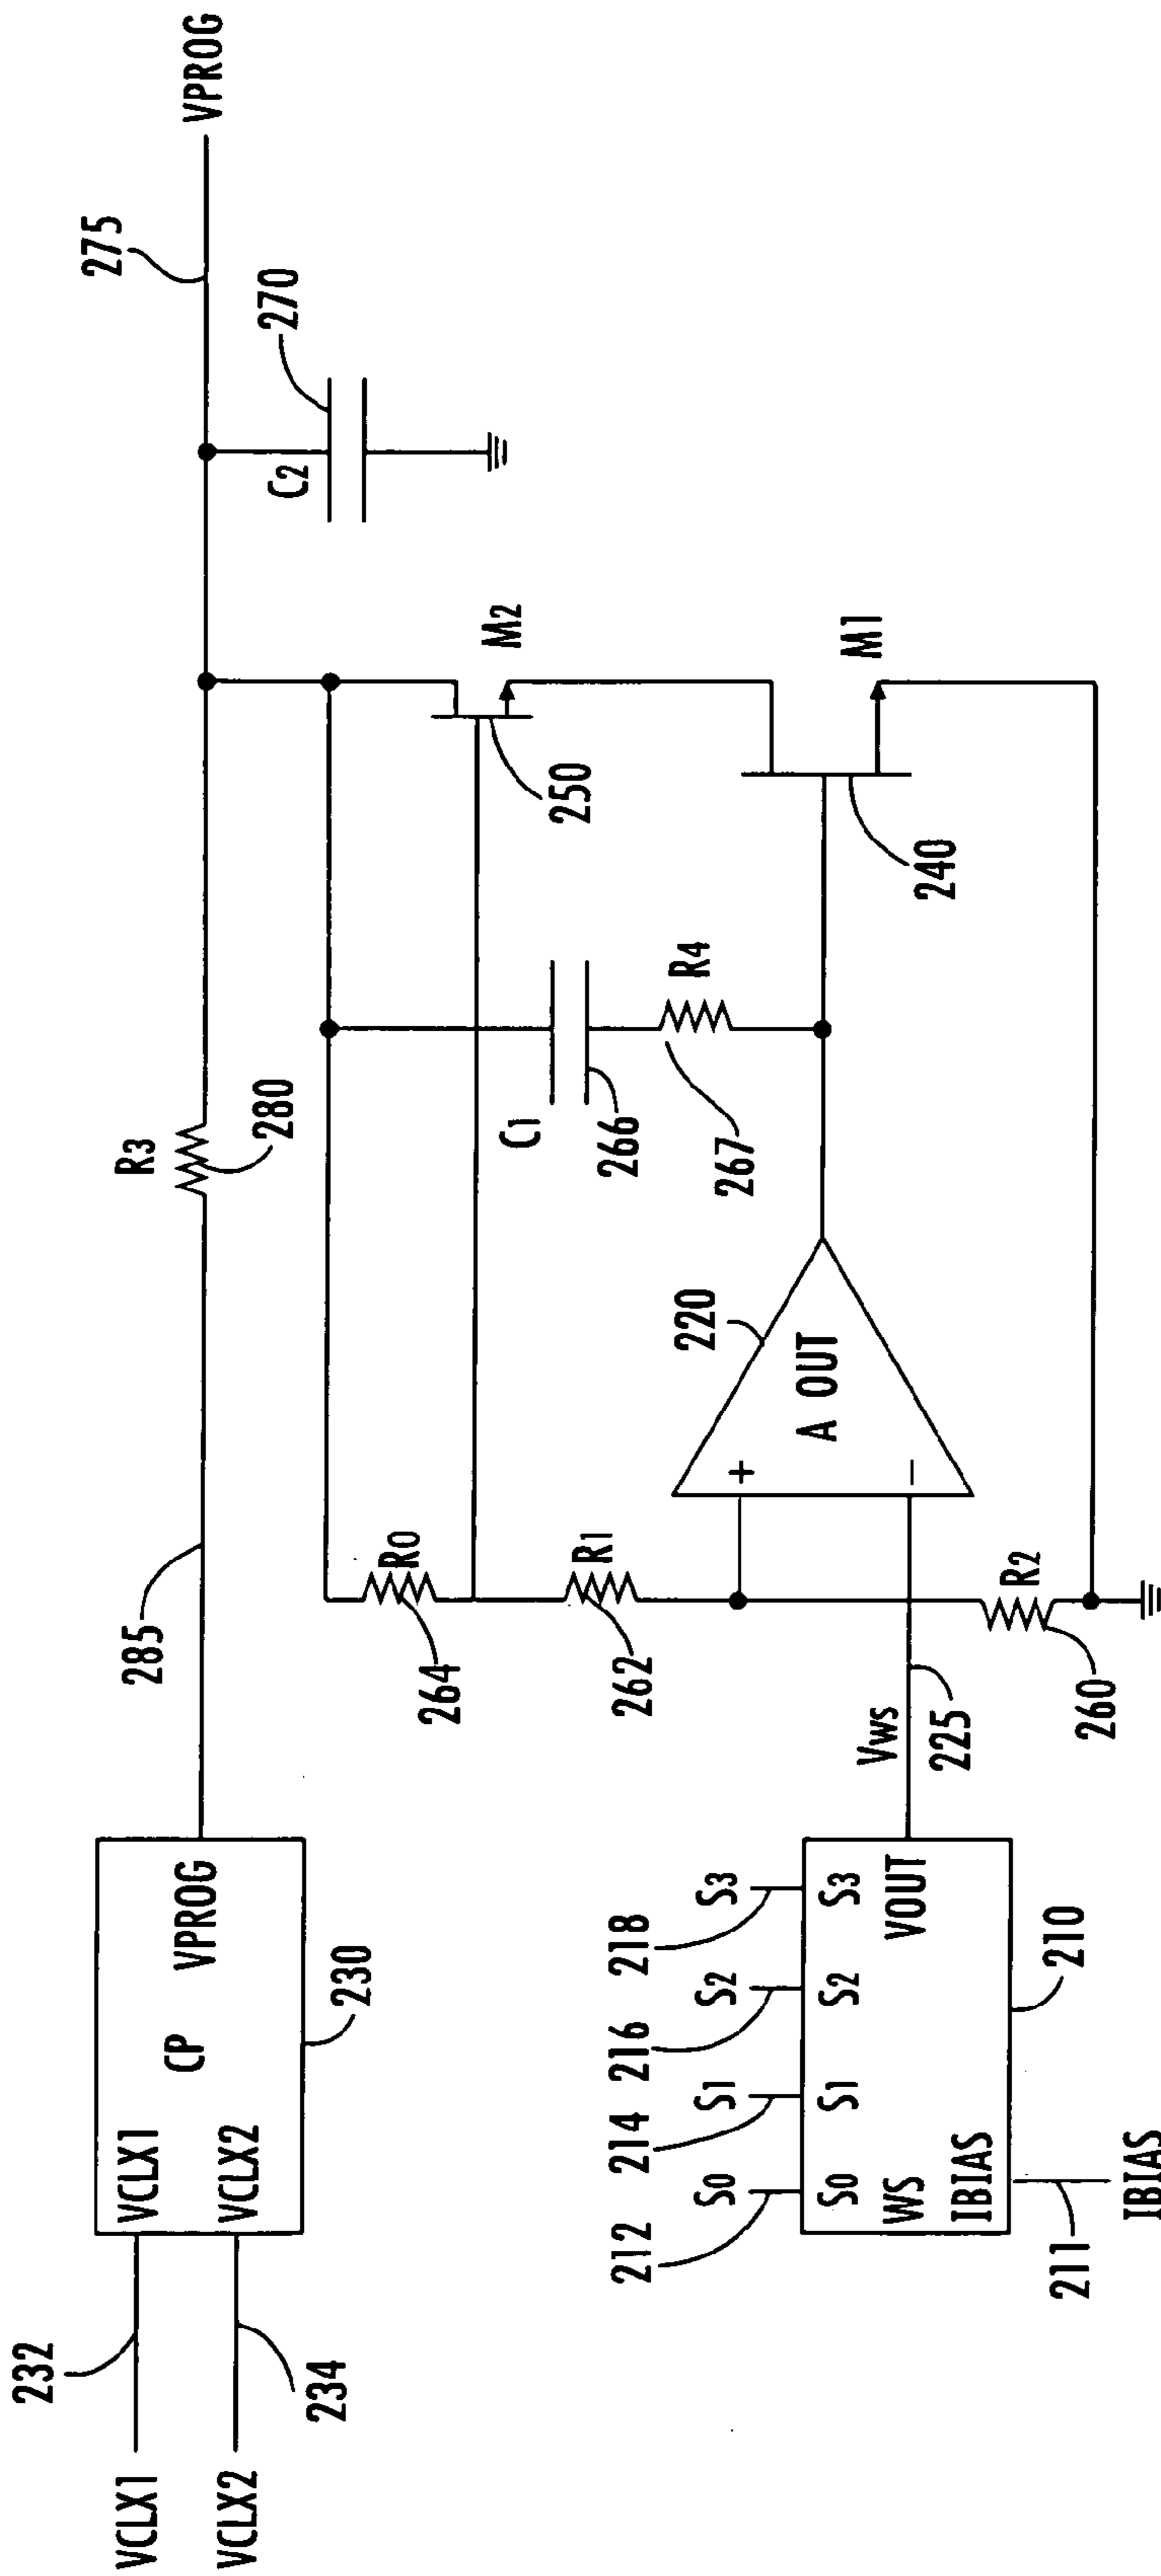 VCLX1
VCLX2
232
234
VCLX1
VCLX2
CP
VPROG
230
285
R3
280
275
VPROG
C2
270
M2
250
M1
240
R4
267
C1
266
220
A OUT
+
−
R0
264
R1
262
R2
260
Vws
225
S0
S1
S2
S3
212
214
216
218
S0
S1
S2
S3
WS
VOUT
IBIAS
210
211
IBIAS